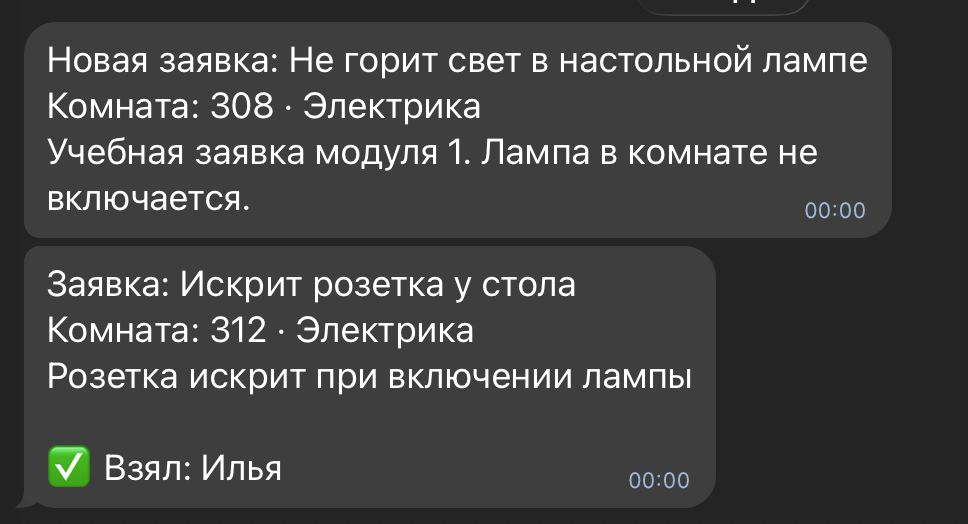 Новая заявка: Не горит свет в настольной лампе
Комната: 308 · Электрика
Учебная заявка модуля 1. Лампа в комнате не
включается.
00:00
Заявка: Искрит розетка у стола
Комната: 312 · Электрика
Розетка искрит при включении лампы
✅ Взял: Илья
00:00